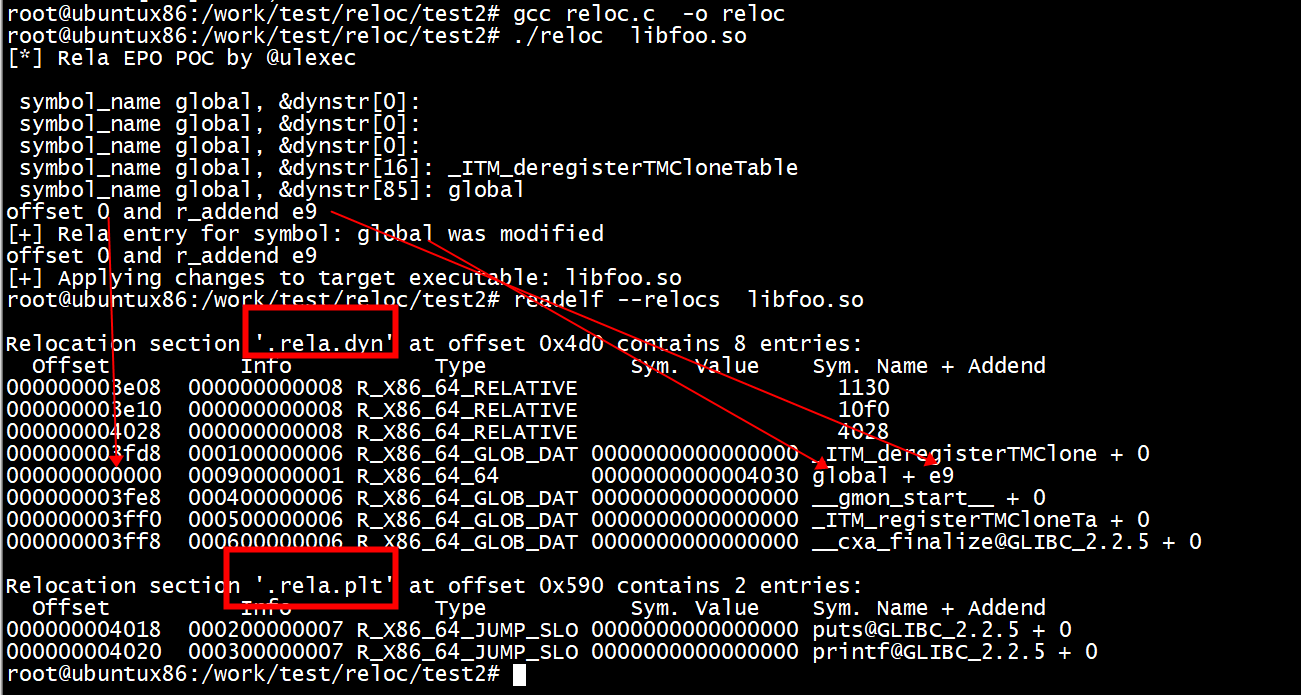 root@ubuntux86:/work/test/reloc/test2# gcc reloc.c  -o reloc
root@ubuntux86:/work/test/reloc/test2# ./reloc  libfoo.so
[*] Rela EPO POC by @ulexec
 symbol_name global, &dynstr[0]:
 symbol_name global, &dynstr[0]:
 symbol_name global, &dynstr[0]:
 symbol_name global, &dynstr[16]: _ITM_deregisterTMCloneTable
 symbol_name global, &dynstr[85]: global
offset 0 and r_addend e9
[+] Rela entry for symbol: global was modified
offset 0 and r_addend e9
[+] Applying changes to target executable: libfoo.so
root@ubuntux86:/work/test/reloc/test2# readelf --relocs  libfoo.so
Relocation section '.rela.dyn' at offset 0x4d0 contains 8 entries:
  Offset          Info           Type           Sym. Value    Sym. Name + Addend
000000003e08  000000000008 R_X86_64_RELATIVE                    1130
000000003e10  000000000008 R_X86_64_RELATIVE                    10f0
000000004028  000000000008 R_X86_64_RELATIVE                    4028
000000003fd8  000100000006 R_X86_64_GLOB_DAT 0000000000000000 _ITM_deregisterTMClone + 0
000000000000  000900000001 R_X86_64_64       0000000000004030 global + e9
000000003fe8  000400000006 R_X86_64_GLOB_DAT 0000000000000000 __gmon_start__ + 0
000000003ff0  000500000006 R_X86_64_GLOB_DAT 0000000000000000 _ITM_registerTMCloneTa + 0
000000003ff8  000600000006 R_X86_64_GLOB_DAT 0000000000000000 __cxa_finalize@GLIBC_2.2.5 + 0
Relocation section '.rela.plt' at offset 0x590 contains 2 entries:
  Offset          Info           Type           Sym. Value    Sym. Name + Addend
000000004018  000200000007 R_X86_64_JUMP_SLO 0000000000000000 puts@GLIBC_2.2.5 + 0
000000004020  000300000007 R_X86_64_JUMP_SLO 0000000000000000 printf@GLIBC_2.2.5 + 0
root@ubuntux86:/work/test/reloc/test2#